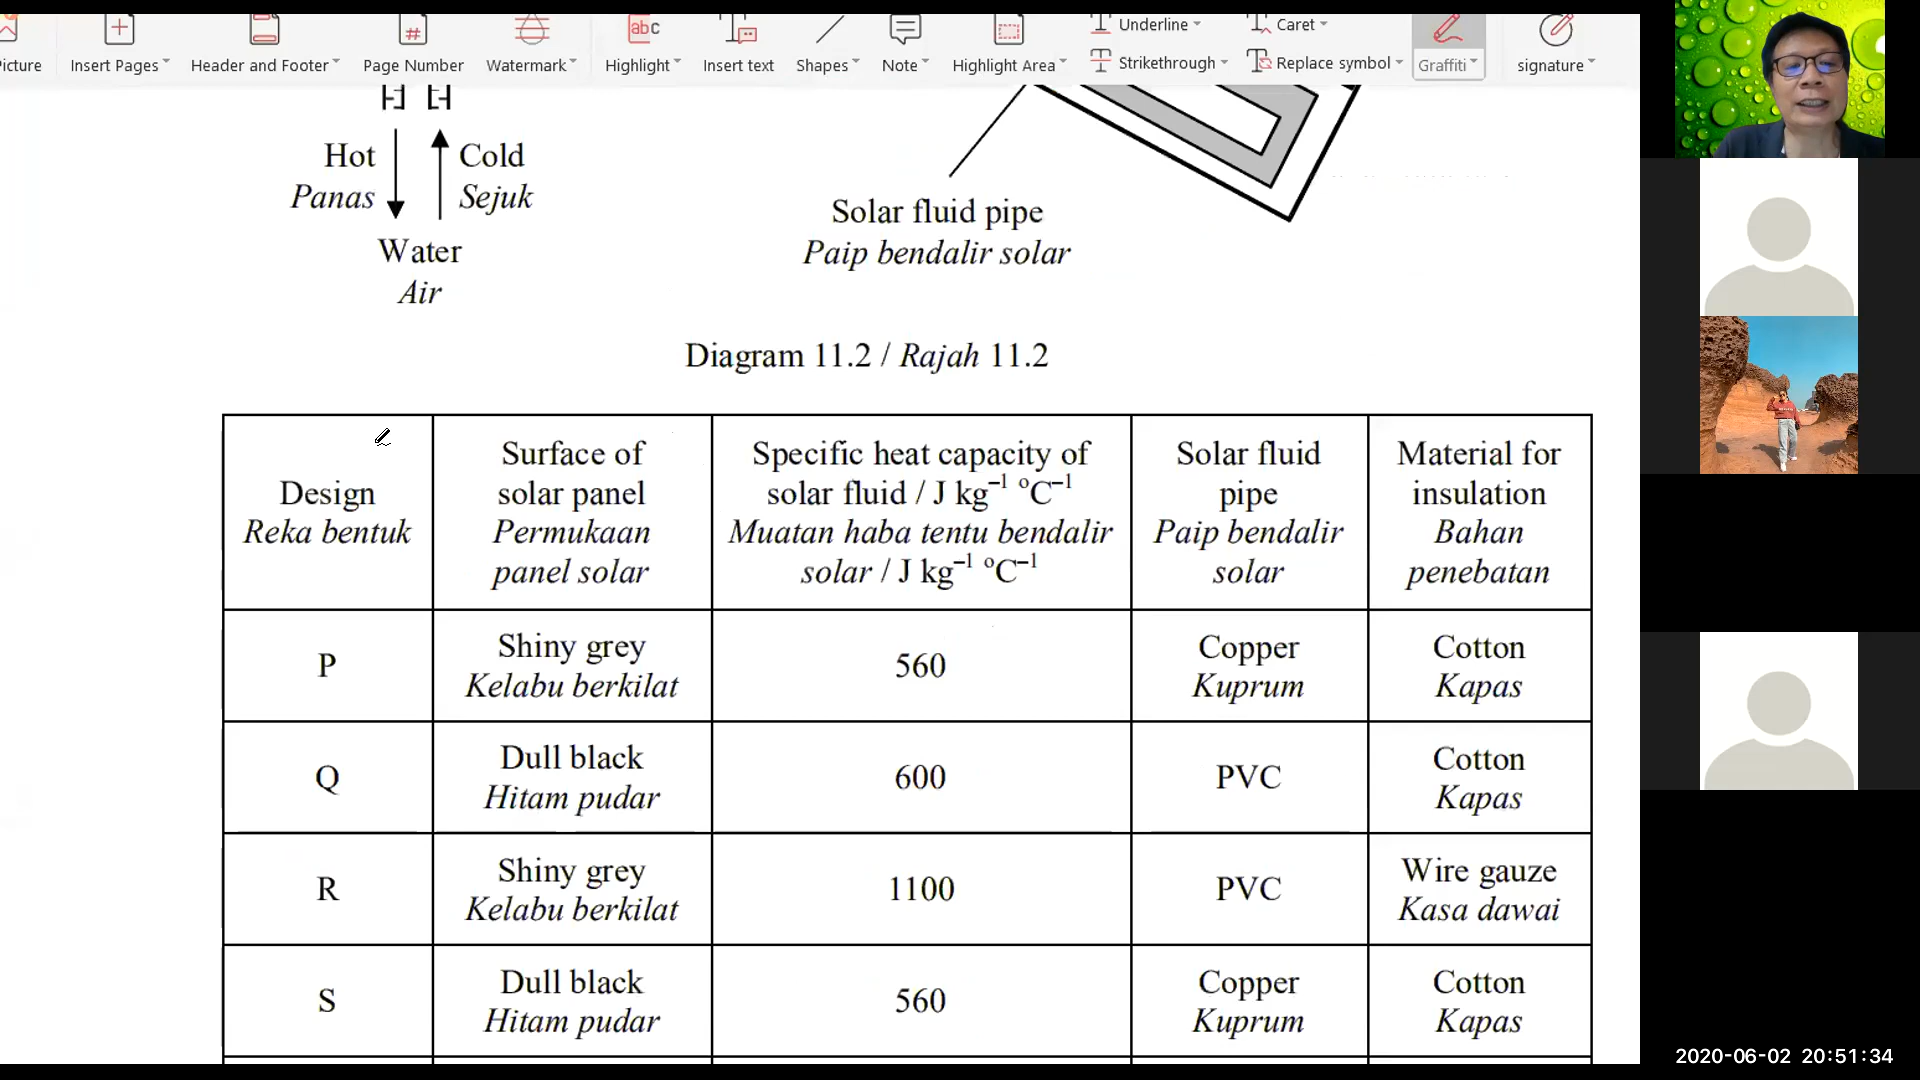 icture
Insert Pages
Header and Footer
Page Number
Watermark
Highlight
Insert text
Shapes
Note
Highlight Area
Underline
Strikethrough
Caret
Replace symbol
Graffiti
signature
Hot
Panas
Cold
Sejuk
Water
Air
Solar fluid pipe
Paip bendalir solar
Diagram 11.2 / Rajah 11.2
Design
Reka bentuk
Surface of
solar panel
Permukaan
panel solar
Specific heat capacity of
solar fluid / J kg⁻¹ °C⁻¹
Muatan haba tentu bendalir
solar / J kg⁻¹ °C⁻¹
Solar fluid
pipe
Paip bendalir
solar
Material for
insulation
Bahan
penebatan
P
Shiny grey
Kelabu berkilat
560
Copper
Kuprum
Cotton
Kapas
Q
Dull black
Hitam pudar
600
PVC
Cotton
Kapas
R
Shiny grey
Kelabu berkilat
1100
PVC
Wire gauze
Kasa dawai
S
Dull black
Hitam pudar
560
Copper
Kuprum
Cotton
Kapas
2020-06-02 20:51:34